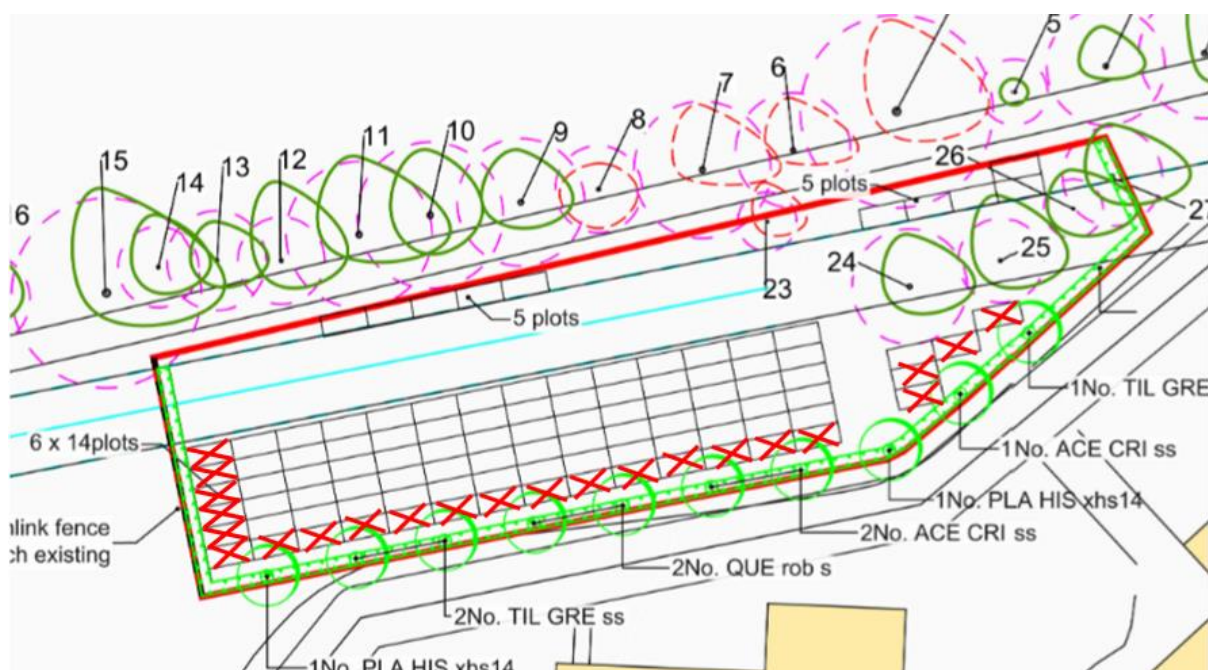 5
6
7
8
9
10
11
12
13
14
15
16
26
5 plots
27
25
24
23
5 plots
1No. TIL GRE
6 x 14plots
1No. ACE CRI ss
1No. PLA HIS xhs14
nlink fence
ch existing
2No. ACE CRI ss
2No. QUE rob s
2No. TIL GRE ss
1No. PLA HIS xhs14